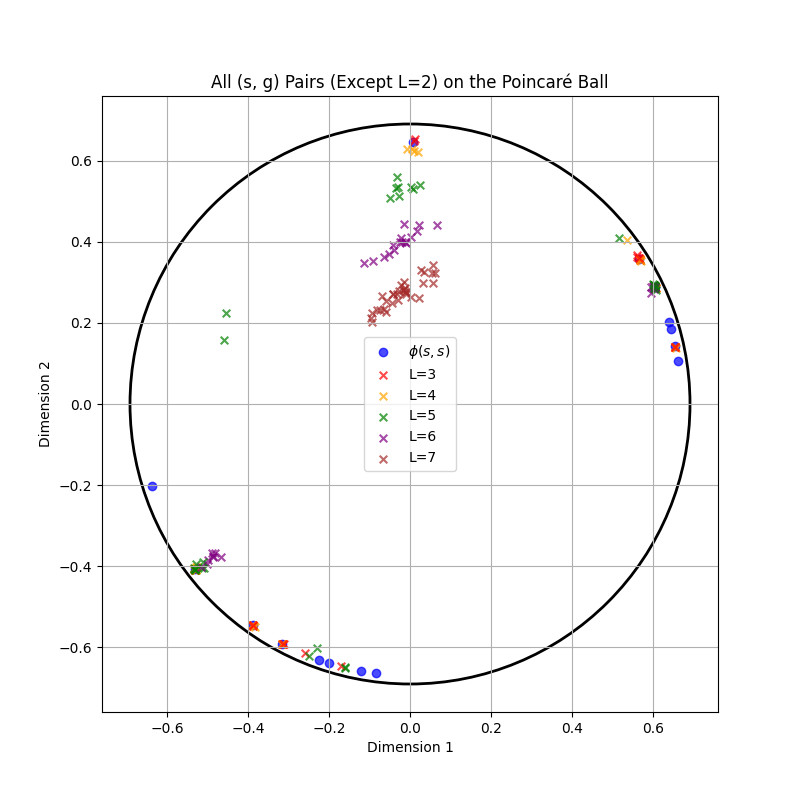 All (s, g) Pairs (Except L=2) on the Poincaré Ball
0.6
0.4
0.2
0.0
−0.2
−0.4
−0.6
Dimension 2
ϕ(s, s)
L=3
L=4
L=5
L=6
L=7
−0.6 −0.4 −0.2 0.0 0.2 0.4 0.6
Dimension 1